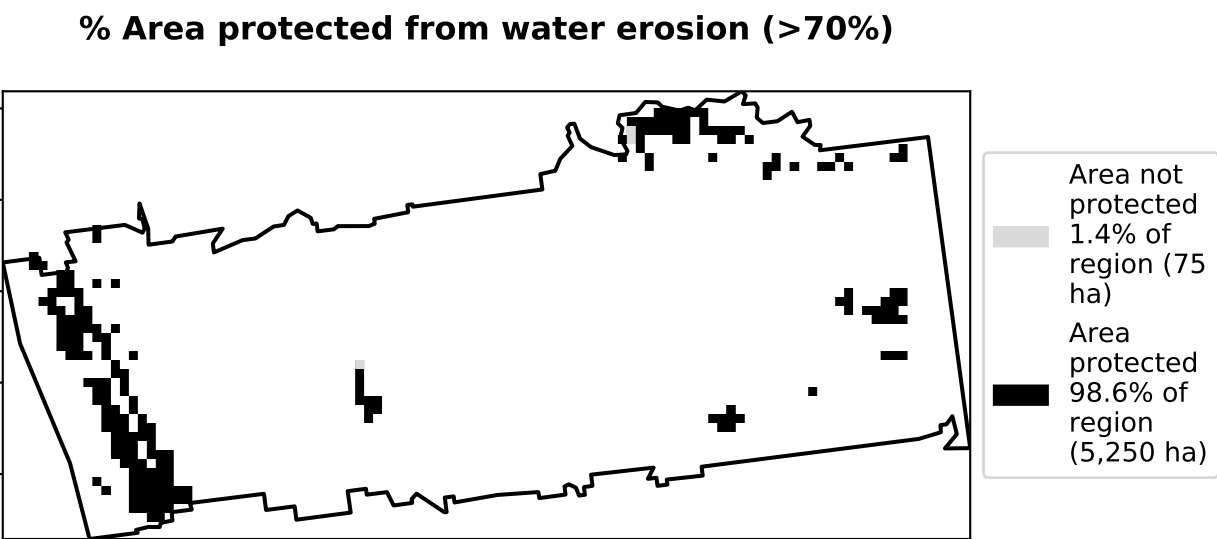 % Area protected from water erosion (>70%)
Area not
protected
1.4% of
region (75
ha)
Area
protected
98.6% of
region
(5,250 ha)